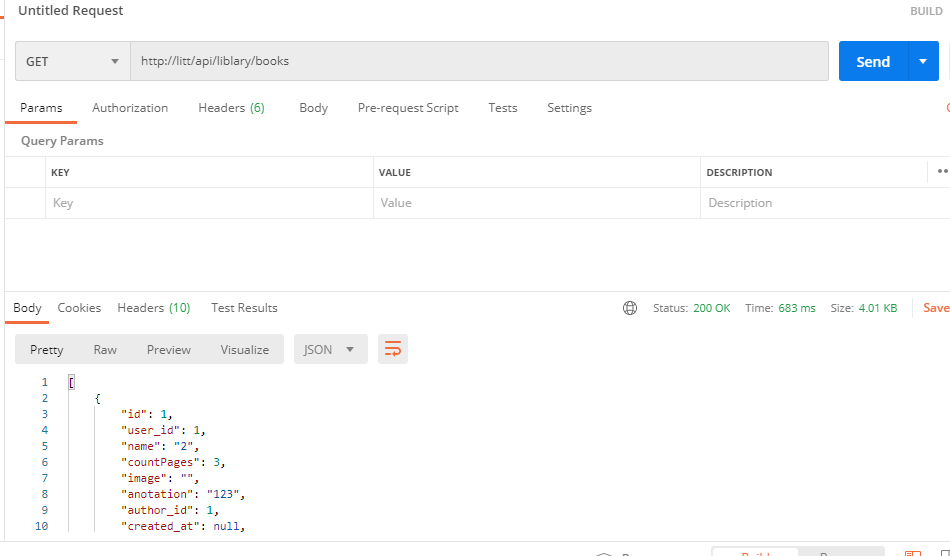 Untitled Request
BUILD
GET
http://litt/api/liblary/books
Send
Params Authorization Headers (6) Body Pre-request Script Tests Settings
Query Params
KEY VALUE DESCRIPTION
Key Value Description
Body Cookies Headers (10) Test Results Status: 200 OK Time: 683 ms Size: 4.01 KB Save
Pretty Raw Preview Visualize JSON
1 [
2 {
3 "id": 1,
4 "user_id": 1,
5 "name": "2",
6 "countPages": 3,
7 "image": "",
8 "anotation": "123",
9 "author_id": 1,
10 "created_at": null,